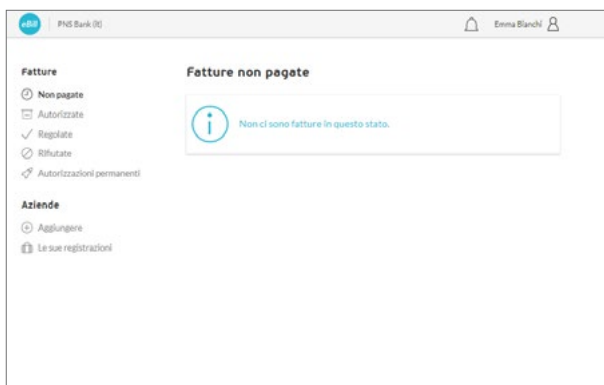 eBill PNS Bank (it) Emma Bianchi
Fatture
Non pagate
Autorizzate
Regolate
Rifiutate
Autorizzazioni permanenti
Aziende
Aggiungere
Le sue registrazioni
Fatture non pagate
Non ci sono fatture in questo stato.